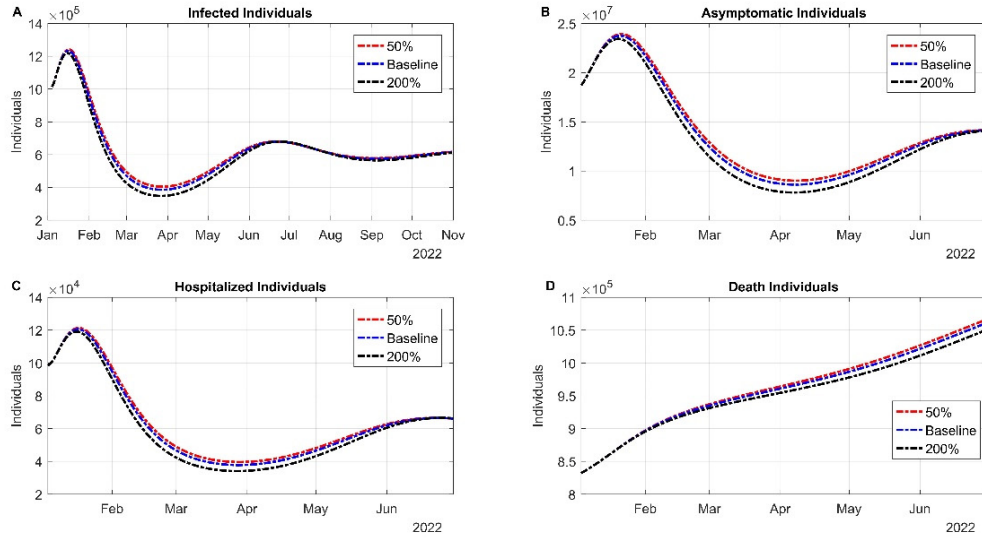 A
Infected Individuals
×10^5
14
12
10
8
6
4
2
Individuals
50%
Baseline
200%
Jan Feb Mar Apr May Jun Jul Aug Sep Oct Nov
2022
B
Asymptomatic Individuals
×10^7
2.5
2
1.5
1
0.5
Individuals
50%
Baseline
200%
Feb Mar Apr May Jun
2022
C
Hospitalized Individuals
×10^4
14
12
10
8
6
4
2
Individuals
50%
Baseline
200%
Feb Mar Apr May Jun
2022
D
Death Individuals
×10^5
11
10.5
10
9.5
9
8.5
8
Individuals
50%
Baseline
200%
Feb Mar Apr May Jun
2022